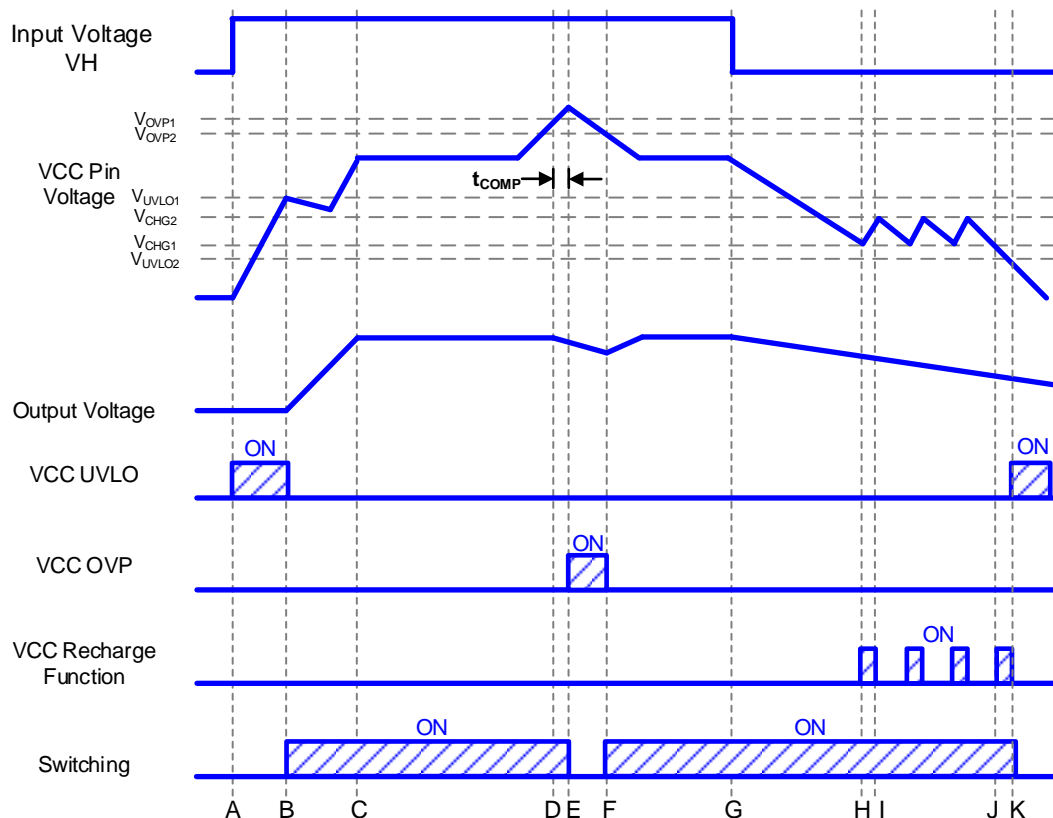 Input Voltage
VH
VOVP1
VOVP2
VCC Pin
Voltage
tCOMP
VUVLO1
VCHG2
VCHG1
VUVLO2
Output Voltage
ON
ON
VCC UVLO
ON
VCC OVP
VCC Recharge
Function
ON
ON
ON
Switching
A B C D E F G H I J K